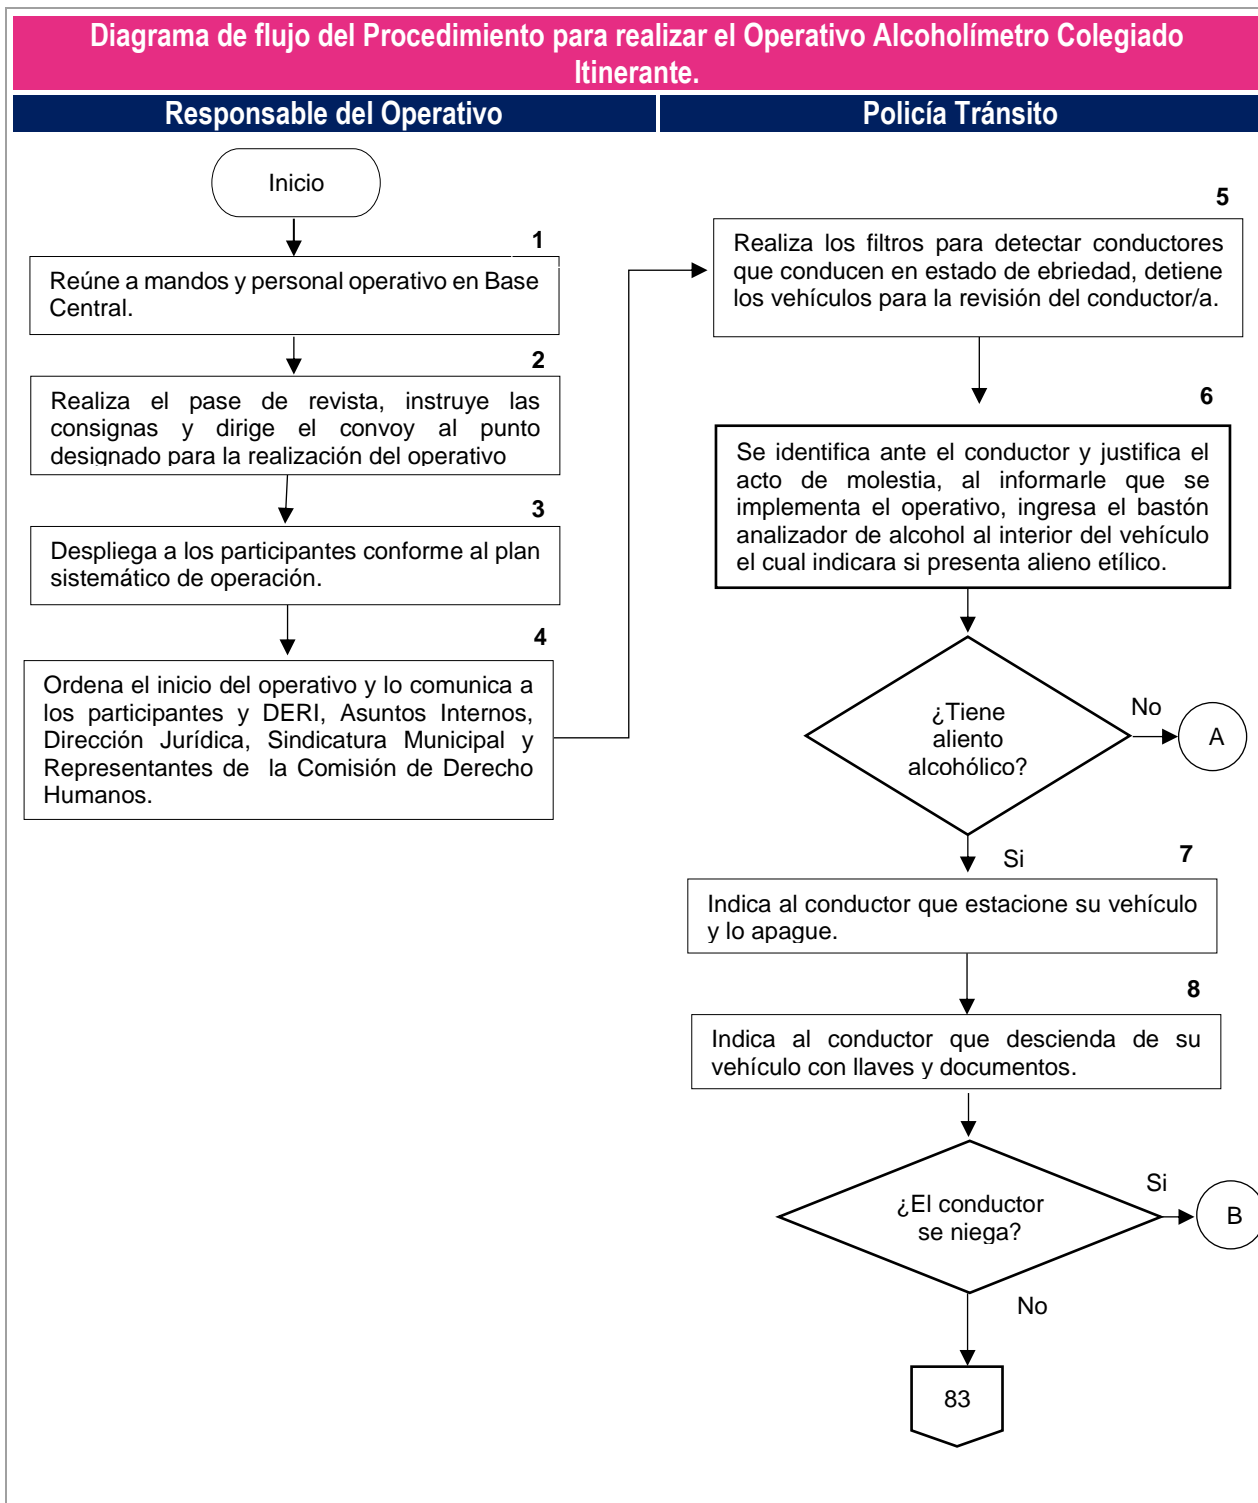 Diagrama de flujo del Procedimiento para realizar el Operativo Alcoholímetro Colegiado
Itinerante.
Responsable del Operativo
Policía Tránsito
Inicio
1
Reúne a mandos y personal operativo en Base
Central.
2
Realiza el pase de revista, instruye las
consignas y dirige el convoy al punto
designado para la realización del operativo
3
Despliega a los participantes conforme al plan
sistemático de operación.
4
Ordena el inicio del operativo y lo comunica a
los participantes y DERI, Asuntos Internos,
Dirección Jurídica, Sindicatura Municipal y
Representantes de la Comisión de Derecho
Humanos.
5
Realiza los filtros para detectar conductores
que conducen en estado de ebriedad, detiene
los vehículos para la revisión del conductor/a.
6
Se identifica ante el conductor y justifica el
acto de molestia, al informarle que se
implementa el operativo, ingresa el bastón
analizador de alcohol al interior del vehículo
el cual indicara si presenta alieno etílico.
¿Tiene
aliento
alcohólico?
No
A
Si
7
Indica al conductor que estacione su vehículo
y lo apague.
8
Indica al conductor que descienda de su
vehículo con llaves y documentos.
¿El conductor
se niega?
Si
B
No
83